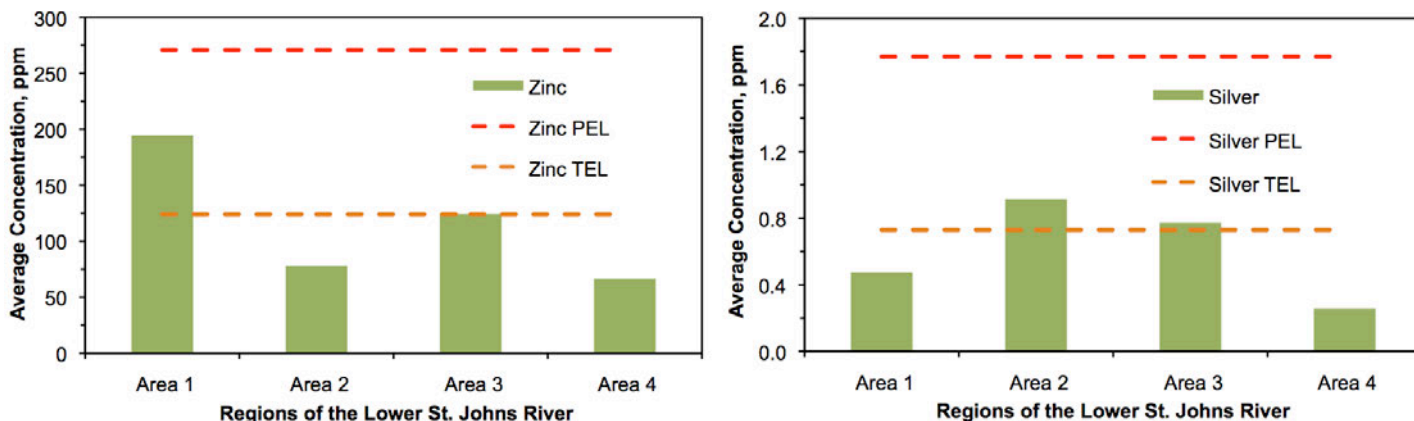 Average Concentration, ppm
300
250
200
150
100
50
0
Zinc
Zinc PEL
Zinc TEL
Area 1 Area 2 Area 3 Area 4
Regions of the Lower St. Johns River
Average Concentration, ppm
2.0
1.6
1.2
0.8
0.4
0.0
Silver
Silver PEL
Silver TEL
Area 1 Area 2 Area 3 Area 4
Regions of the Lower St. Johns River